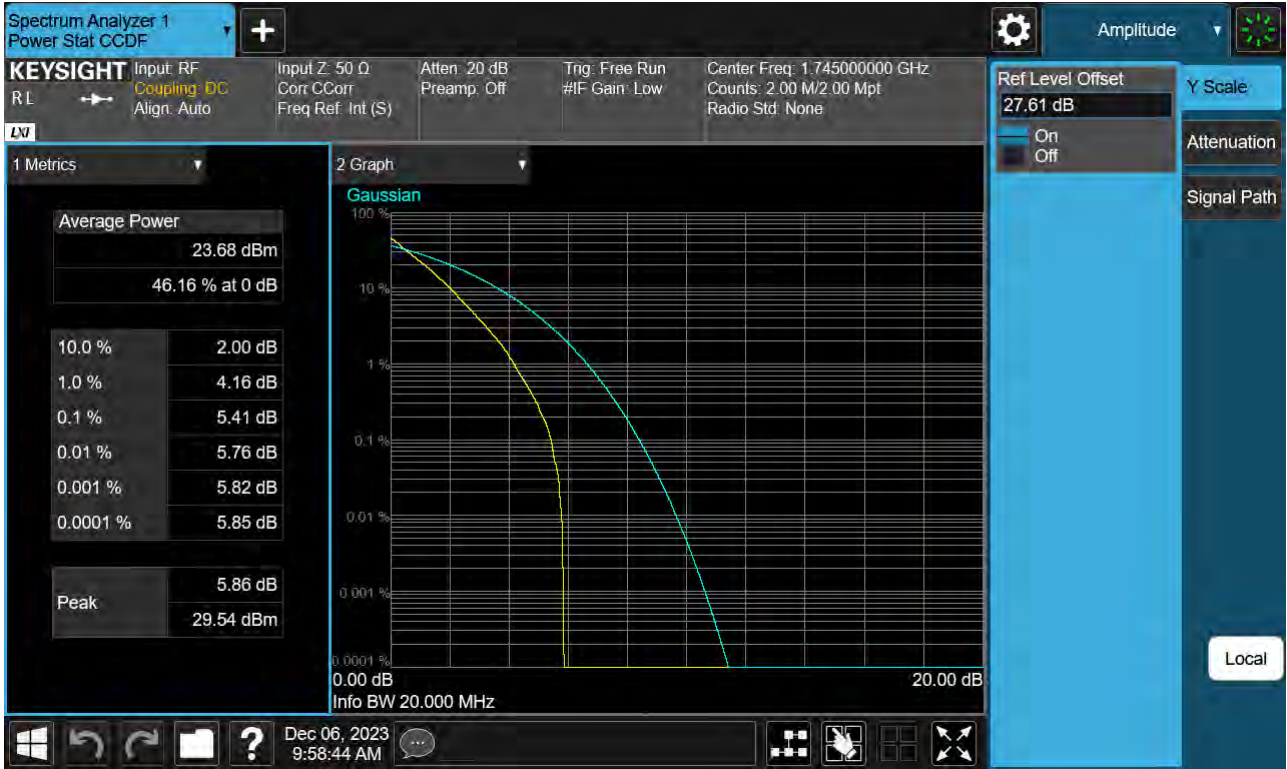 Spectrum Analyzer 1
Power Stat CCDF
+
Amplitude
KEYSIGHT
R L
LXI
Input: RF
Coupling: DC
Align: Auto
Input Z: 50 Ω
Corr CCorr
Freq Ref: Int (S)
Atten: 20 dB
Preamp: Off
Trig: Free Run
#IF Gain: Low
Center Freq: 1.745000000 GHz
Counts: 2.00 M/2.00 Mpt
Radio Std: None
Ref Level Offset
27.61 dB
On
Off
Y Scale
Attenuation
Signal Path
Local
1 Metrics
Average Power
23.68 dBm
46.16 % at 0 dB
10.0 % 2.00 dB
1.0 % 4.16 dB
0.1 % 5.41 dB
0.01 % 5.76 dB
0.001 % 5.82 dB
0.0001 % 5.85 dB
Peak
5.86 dB
29.54 dBm
2 Graph
Gaussian
100 %
10 %
1 %
0.1 %
0.01 %
0.001 %
0.0001 %
0.00 dB 20.00 dB
Info BW 20.000 MHz
?
Dec 06, 2023
9:58:44 AM